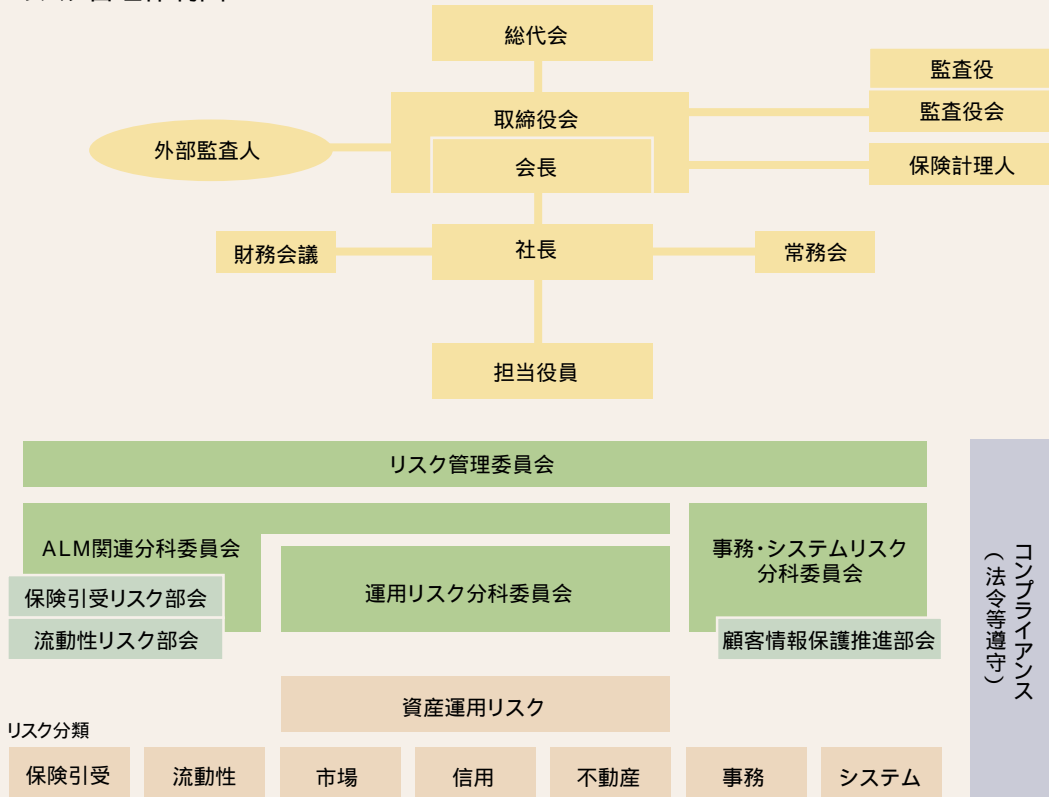 総代会
監査役
取締役会
監査役会
外部監査人
会長
保険計理人
財務会議
社長
常務会
担当役員
リスク管理委員会
ALM関連分科委員会
事務・システムリスク
分科委員会
運用リスク分科委員会
保険引受リスク部会
流動性リスク部会
顧客情報保護推進部会
コンプライアンス
（法令等遵守）
資産運用リスク
リスク分類
保険引受
流動性
市場
信用
不動産
事務
システム